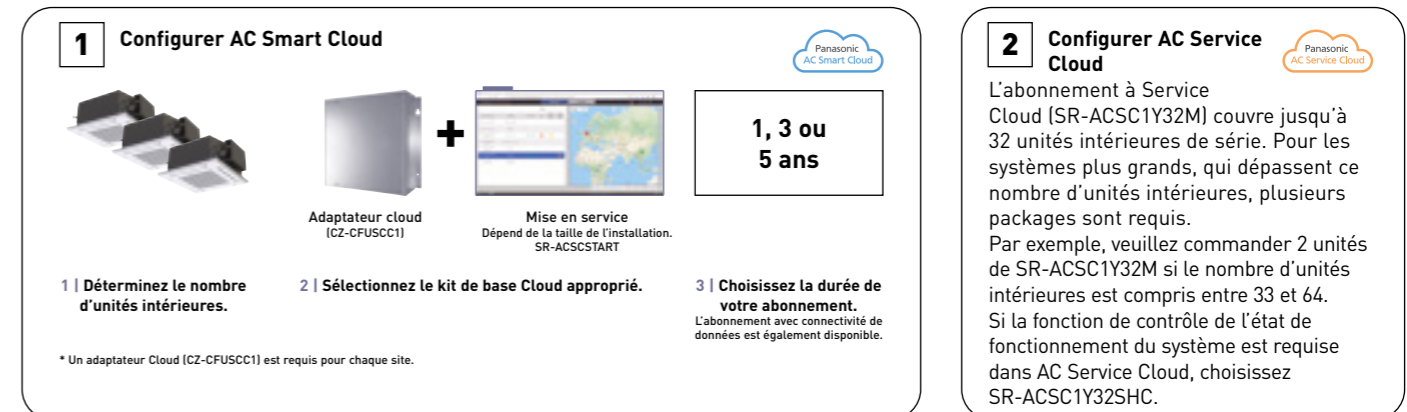 1
Configurer AC Smart Cloud
Panasonic
AC Smart Cloud
+
1, 3 ou
5 ans
Adaptateur cloud
(CZ-CFUSCC1)
Mise en service
Dépend de la taille de l'installation.
SR-ACSCSTART
1 | Déterminez le nombre
d'unités intérieures.
2 | Sélectionnez le kit de base Cloud approprié.
3 | Choisissez la durée de
votre abonnement.
L'abonnement avec connectivité de
données est également disponible.
* Un adaptateur Cloud (CZ-CFUSCC1) est requis pour chaque site.
2
Configurer AC Service
Cloud
Panasonic
AC Service Cloud
L'abonnement à Service
Cloud (SR-ACSC1Y32M) couvre jusqu'à
32 unités intérieures de série. Pour les
systèmes plus grands, qui dépassent ce
nombre d'unités intérieures, plusieurs
packages sont requis.
Par exemple, veuillez commander 2 unités
de SR-ACSC1Y32M si le nombre d'unités
intérieures est compris entre 33 et 64.
Si la fonction de contrôle de l'état de
fonctionnement du système est requise
dans AC Service Cloud, choisissez
SR-ACSC1Y32SHC.